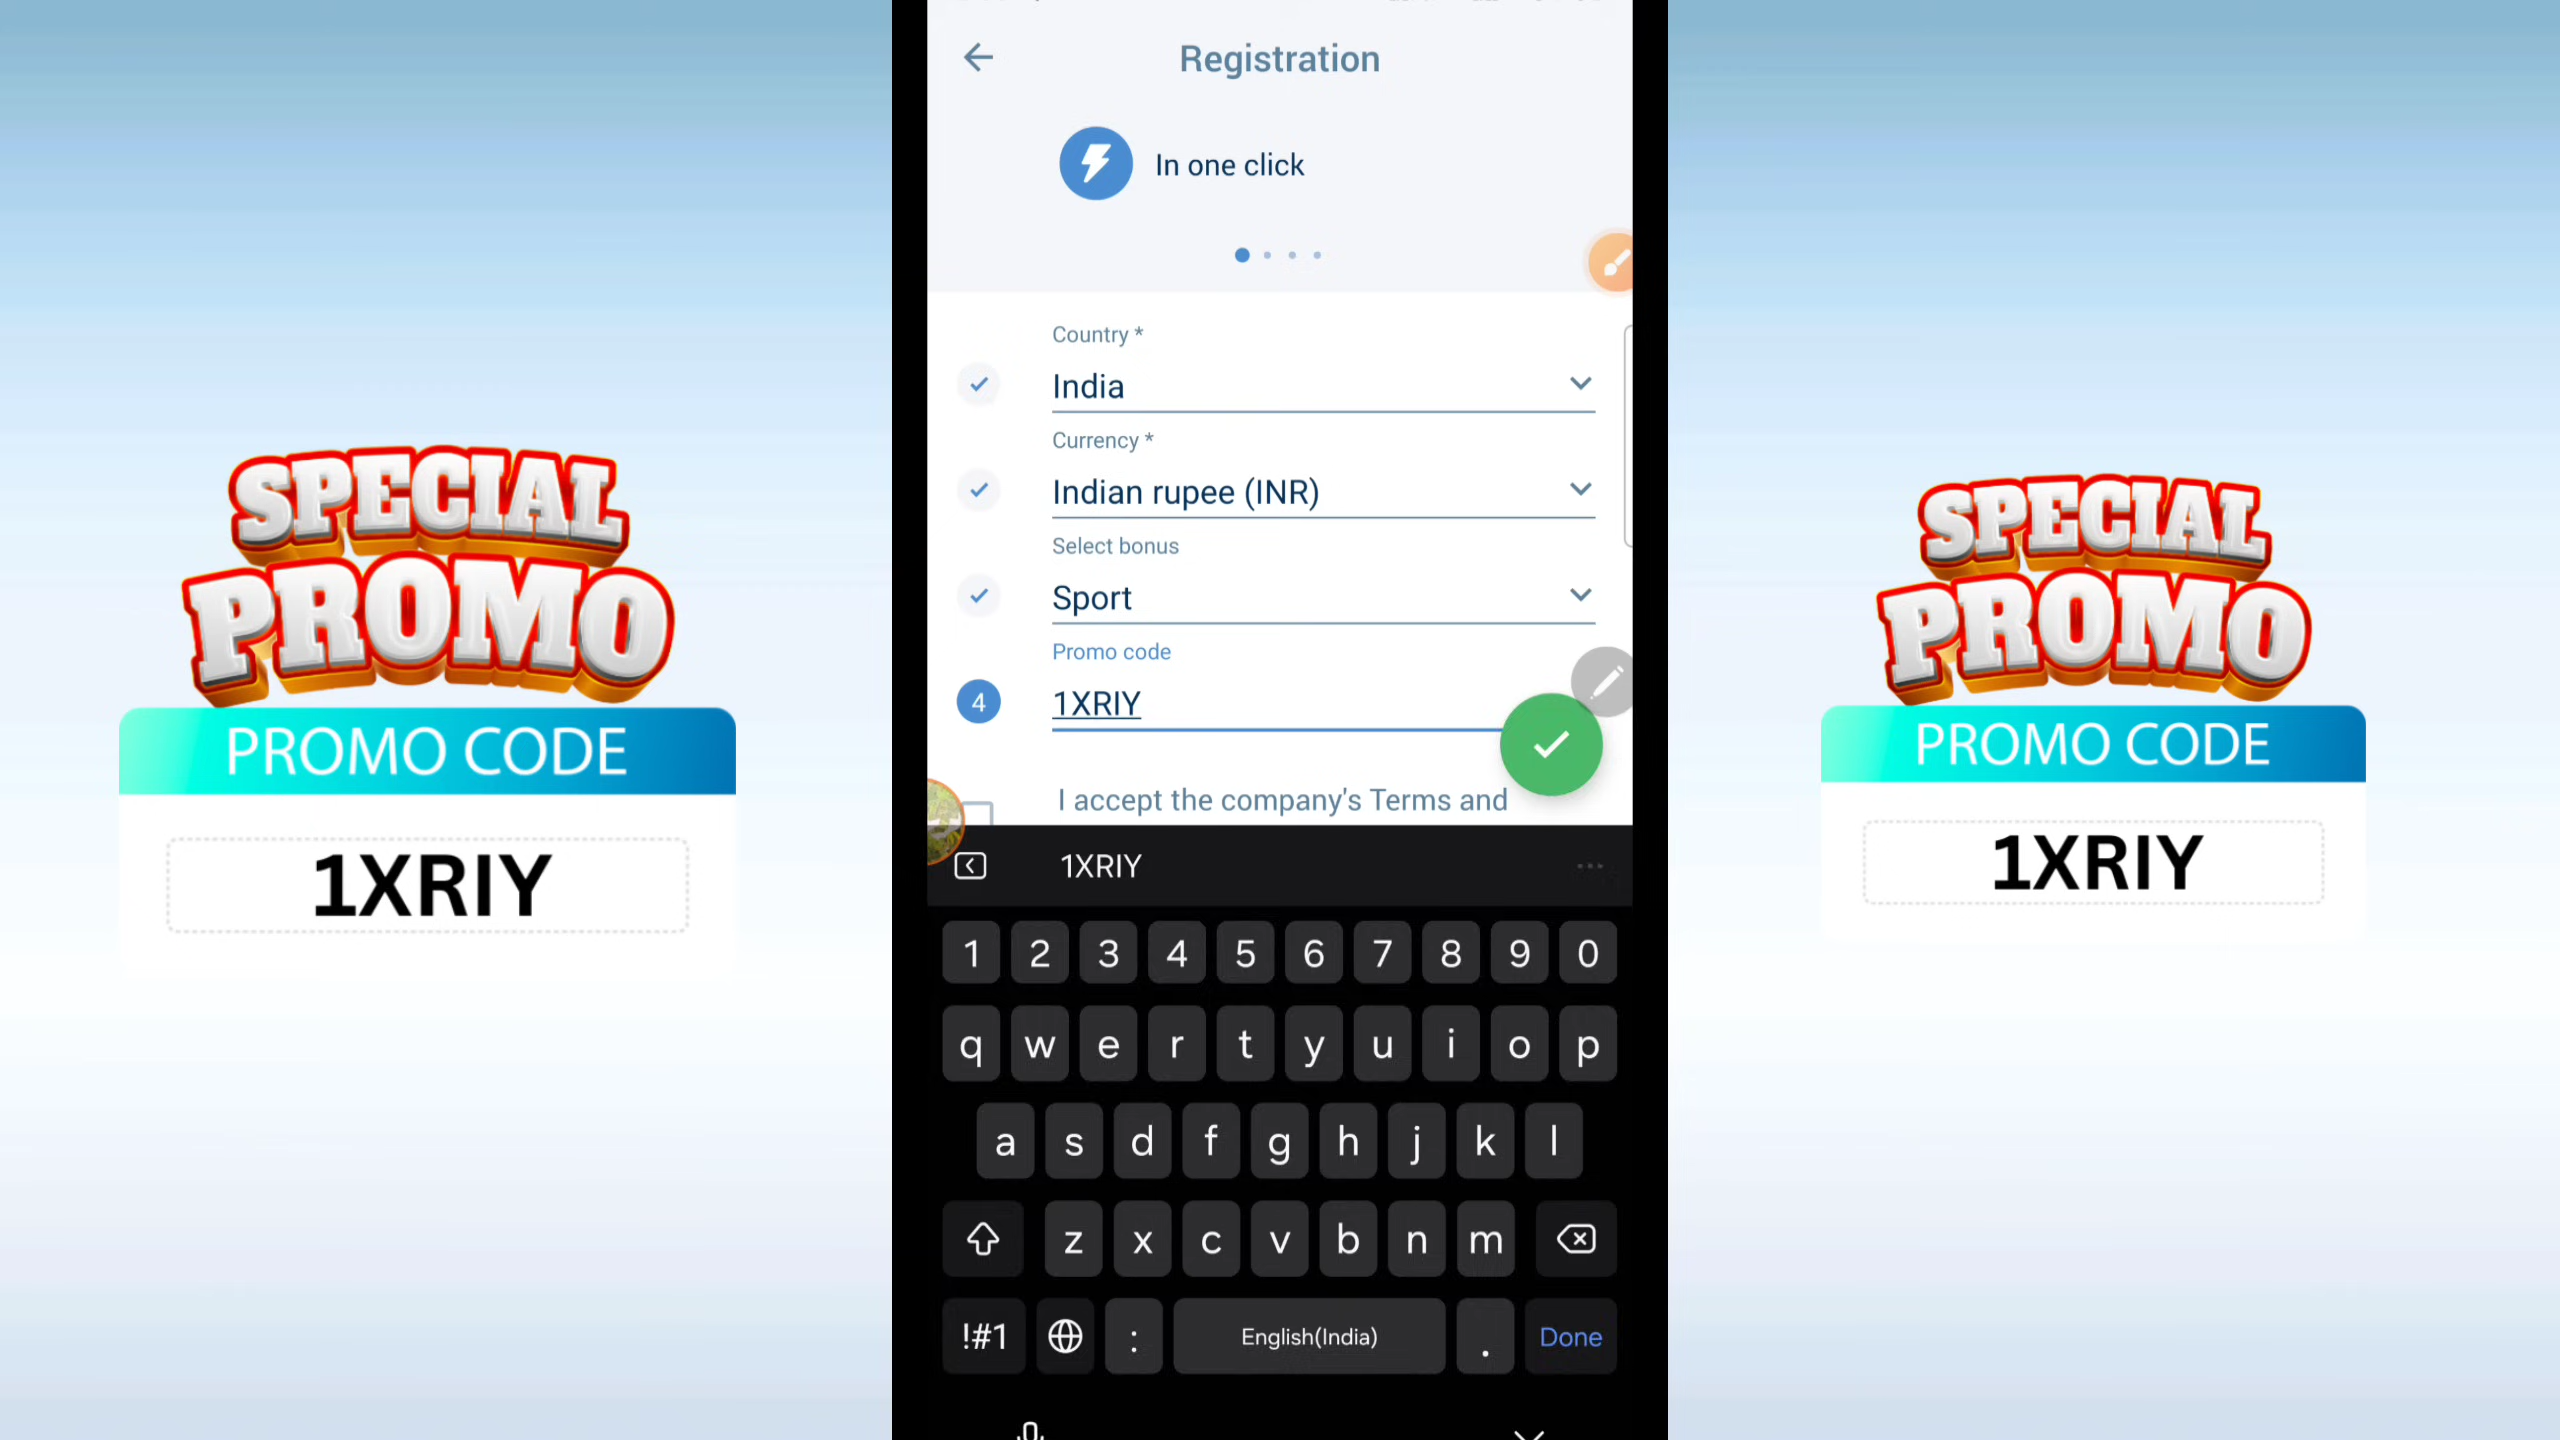 SPECIAL
PROMO
PROMO CODE
1XRIY
Registration
In one click
Country *
India
Currency *
Indian rupee (INR)
Select bonus
Sport
Promo code
4
1XRIY
I accept the company's Terms and
1XRIY
1 2 3 4 5 6 7 8 9 0
q w e r t y u i o p
a s d f g h j k l
z x c v b n m
!#1 : English(India) . Done
SPECIAL
PROMO
PROMO CODE
1XRIY